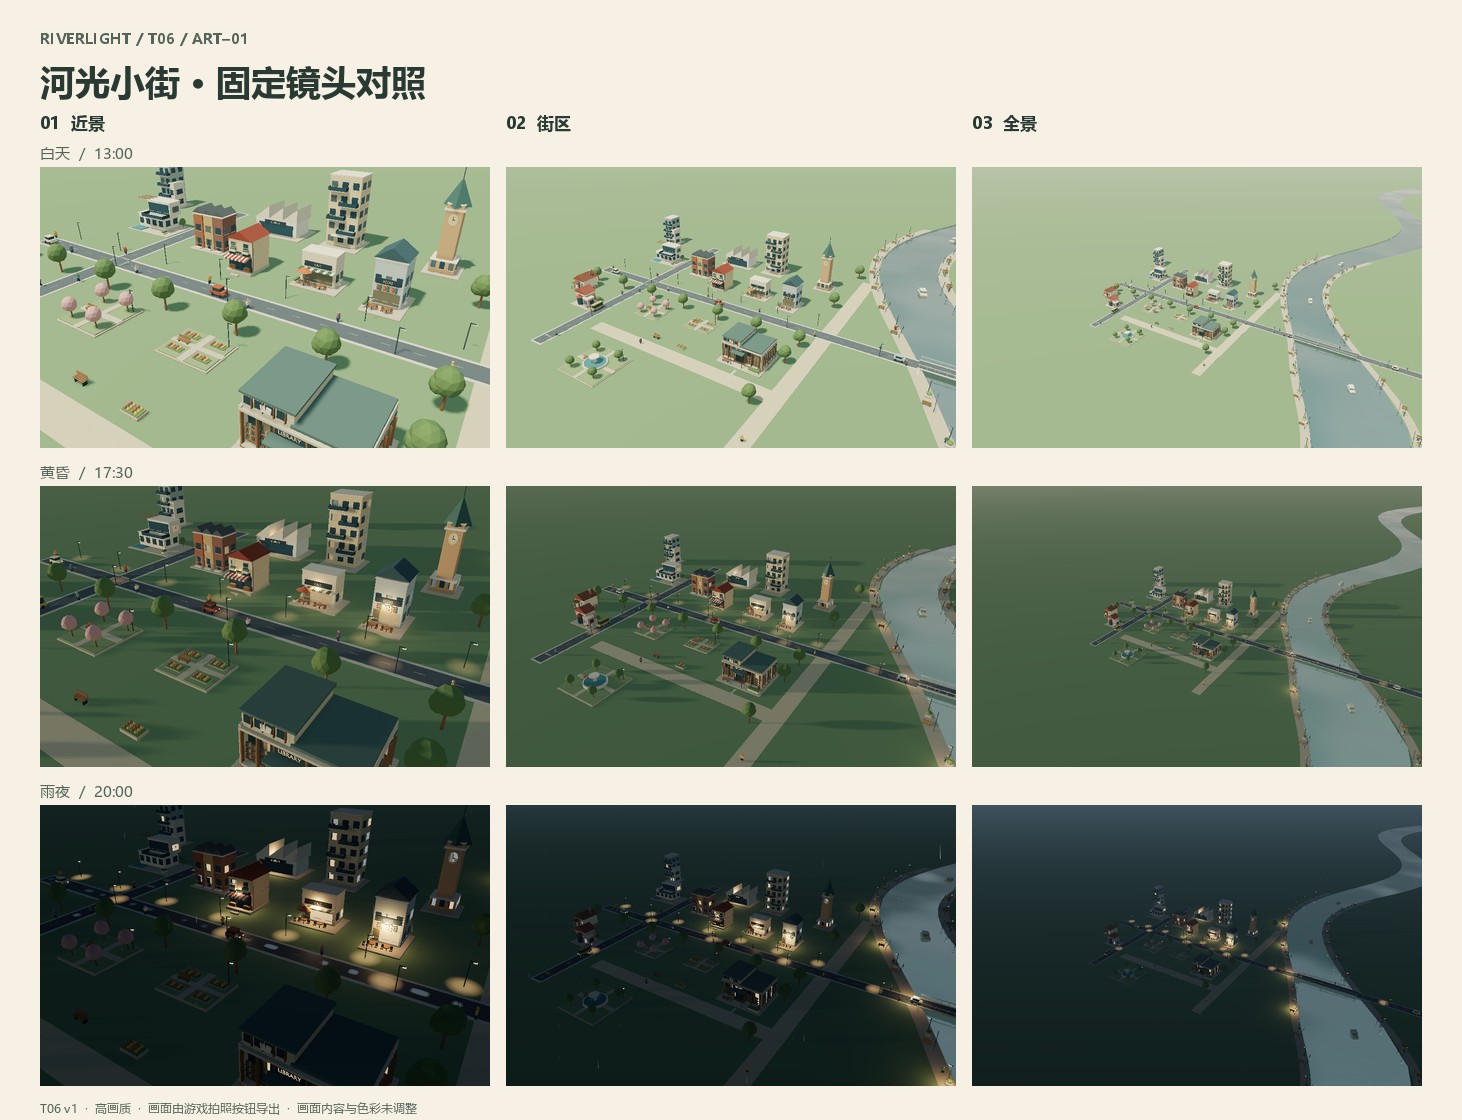 RIVERLIGHT / T06 / ART–01
河光小街 · 固定镜头对照
01 近景
02 街区
03 全景
白天 / 13:00
LIBRARY
黄昏 / 17:30
LIBRARY
雨夜 / 20:00
LIBRARY
T06 v1 · 高画质 · 画面由游戏拍照按钮导出 · 画面内容与色彩未调整